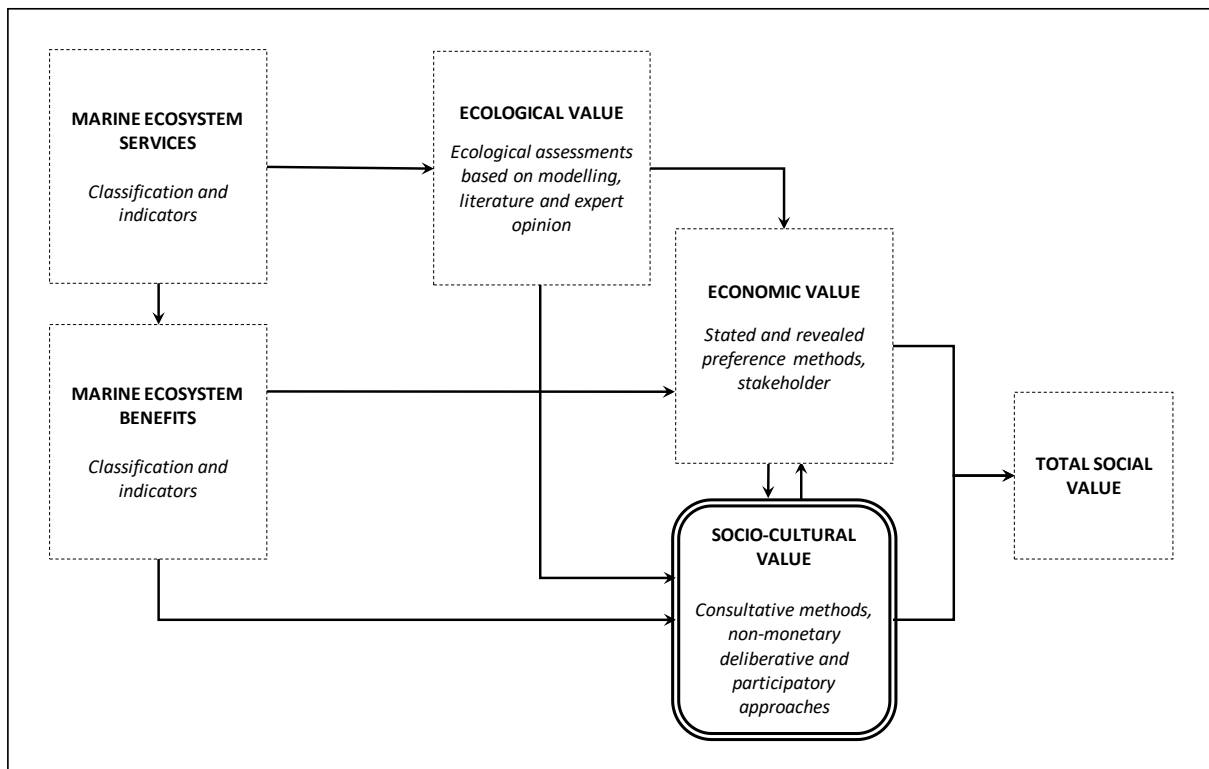 MARINE ECOSYSTEM
SERVICES
Classification and
indicators
ECOLOGICAL VALUE
Ecological assessments
based on modelling,
literature and expert
opinion
MARINE ECOSYSTEM
BENEFITS
Classification and
indicators
ECONOMIC VALUE
Stated and revealed
preference methods,
stakeholder
SOCIO-CULTURAL
VALUE
Consultative methods,
non-monetary
deliberative and
participatory
approaches
TOTAL SOCIAL
VALUE